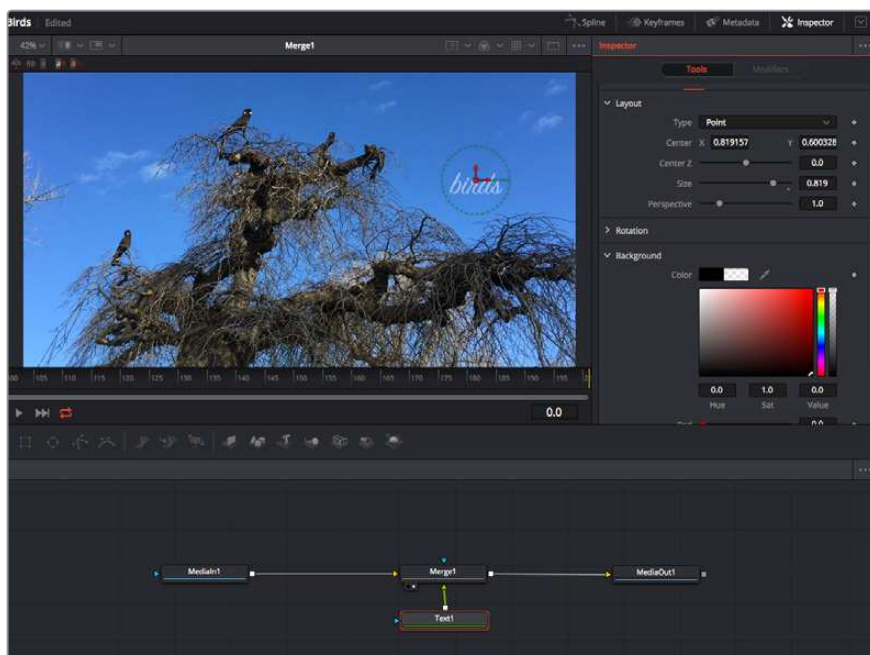 Birds Edited Spline Keyframes Metadata Inspector
42% Merge1 Inspector
Tools Modifiers
Layout
Type Point
Center X 0.819157 Y 0.600328
Center Z 0.0
birds
Size 0.819
Perspective 1.0
Rotation
Background
Color
105 110 115 120 125 130 135 140 145 150 155 160 165 170 175 180 185 190 195
0.0 1.0 0.0
Hue Sat Value
0.0
MediaIn1 Merge1 MediaOut1
Text1